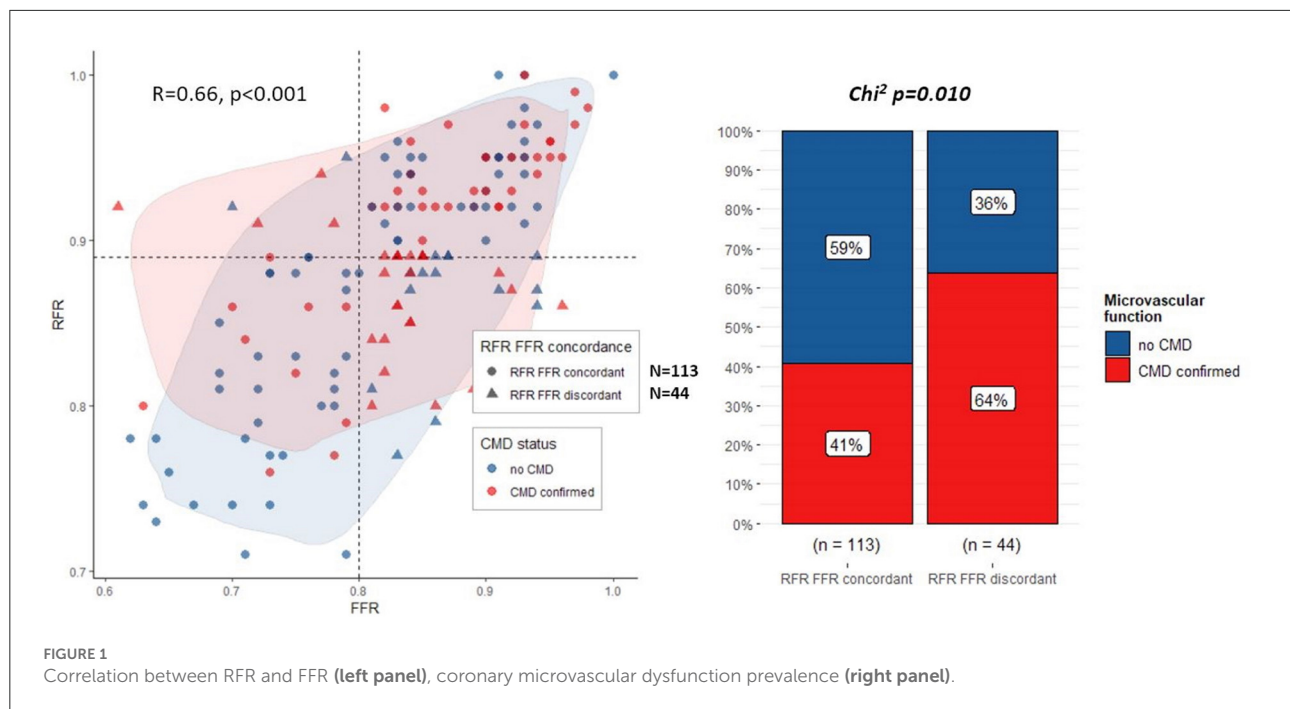 R=0.66, p<0.001
1.0
0.9
0.8
0.7
RFR
0.6
0.7
0.8
0.9
1.0
FFR
RFR FFR concordance
RFR FFR concordant
N=113
RFR FFR discordant
N=44
CMD status
no CMD
CMD confirmed
Chi² p=0.010
100%
90%
80%
70%
60%
50%
40%
30%
20%
10%
0%
59%
41%
36%
64%
(n = 113)
(n = 44)
RFR FFR concordant
RFR FFR discordant
Microvascular
function
no CMD
CMD confirmed
FIGURE 1
Correlation between RFR and FFR (left panel), coronary microvascular dysfunction prevalence (right panel).